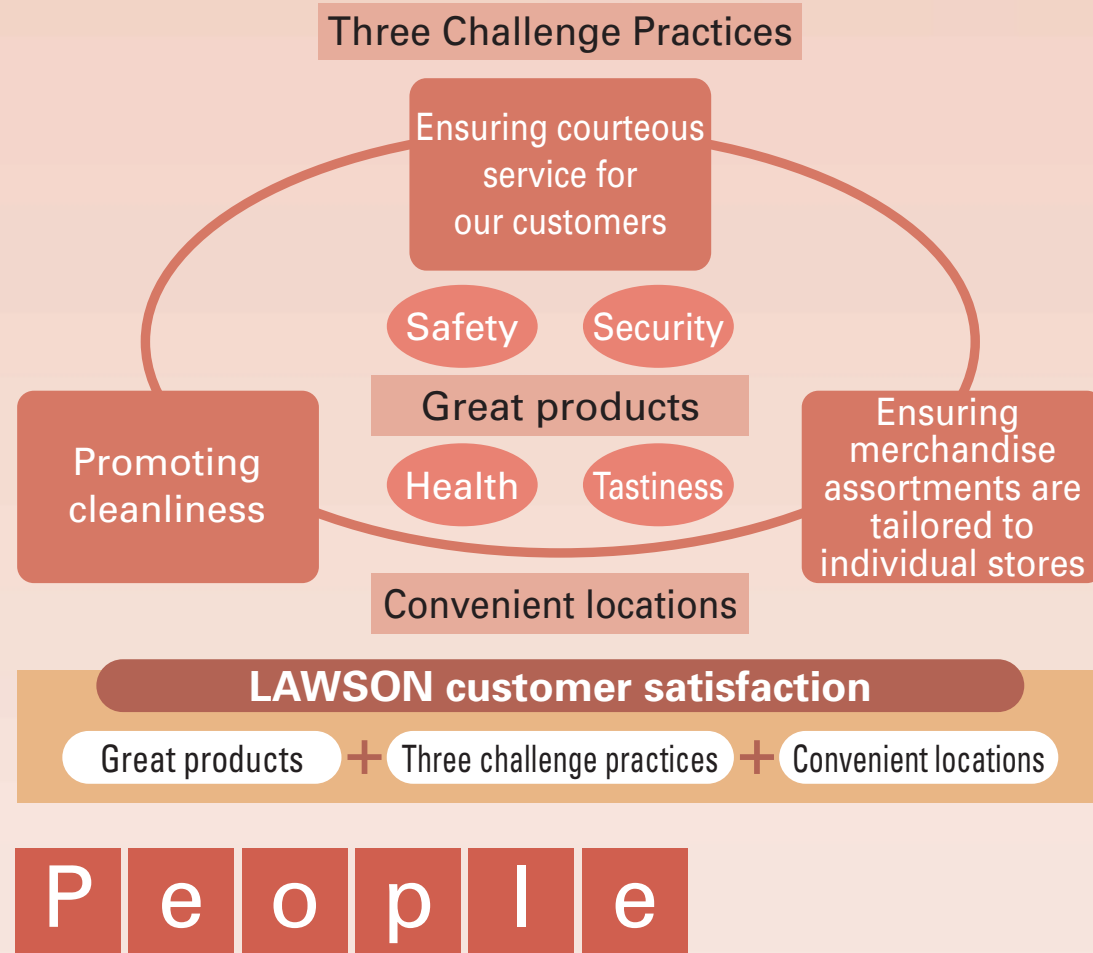 Three Challenge Practices
Ensuring courteous
service for
our customers
Safety
Security
Great products
Health
Tastiness
Promoting
cleanliness
Ensuring
merchandise
assortments are
tailored to
individual stores
Convenient locations
LAWSON customer satisfaction
Great products + Three challenge practices + Convenient locations
People